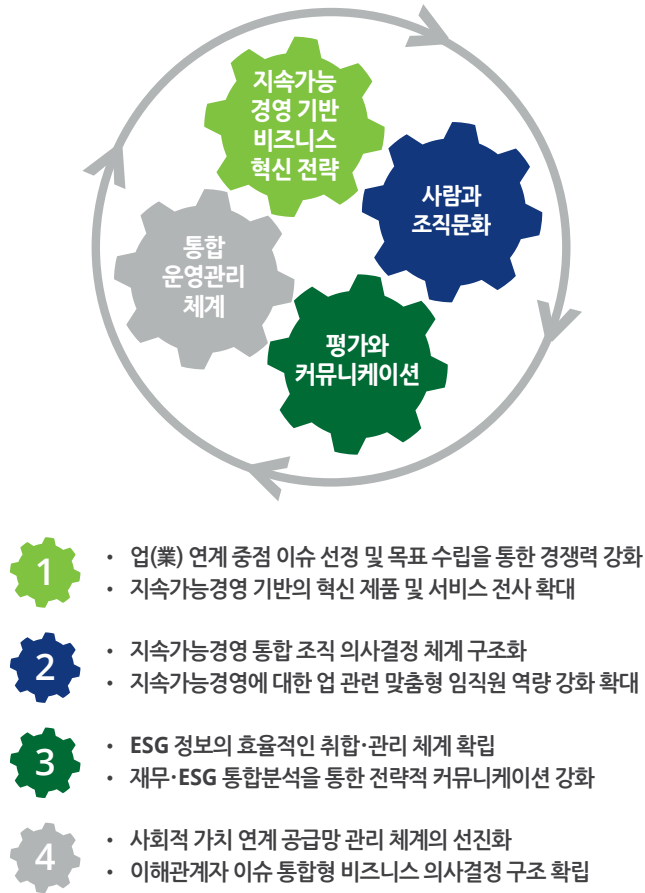 지속가능
경영 기반
비즈니스
혁신 전략
사람과
조직문화
통합
운영관리
체계
평가와
커뮤니케이션
1
• 업(業) 연계 중점 이슈 선정 및 목표 수립을 통한 경쟁력 강화
• 지속가능경영 기반의 혁신 제품 및 서비스 전사 확대
2
• 지속가능경영 통합 조직 의사결정 체계 구조화
• 지속가능경영에 대한 업 관련 맞춤형 임직원 역량 강화 확대
3
• ESG 정보의 효율적인 취합·관리 체계 확립
• 재무·ESG 통합분석을 통한 전략적 커뮤니케이션 강화
4
• 사회적 가치 연계 공급망 관리 체계의 선진화
• 이해관계자 이슈 통합형 비즈니스 의사결정 구조 확립